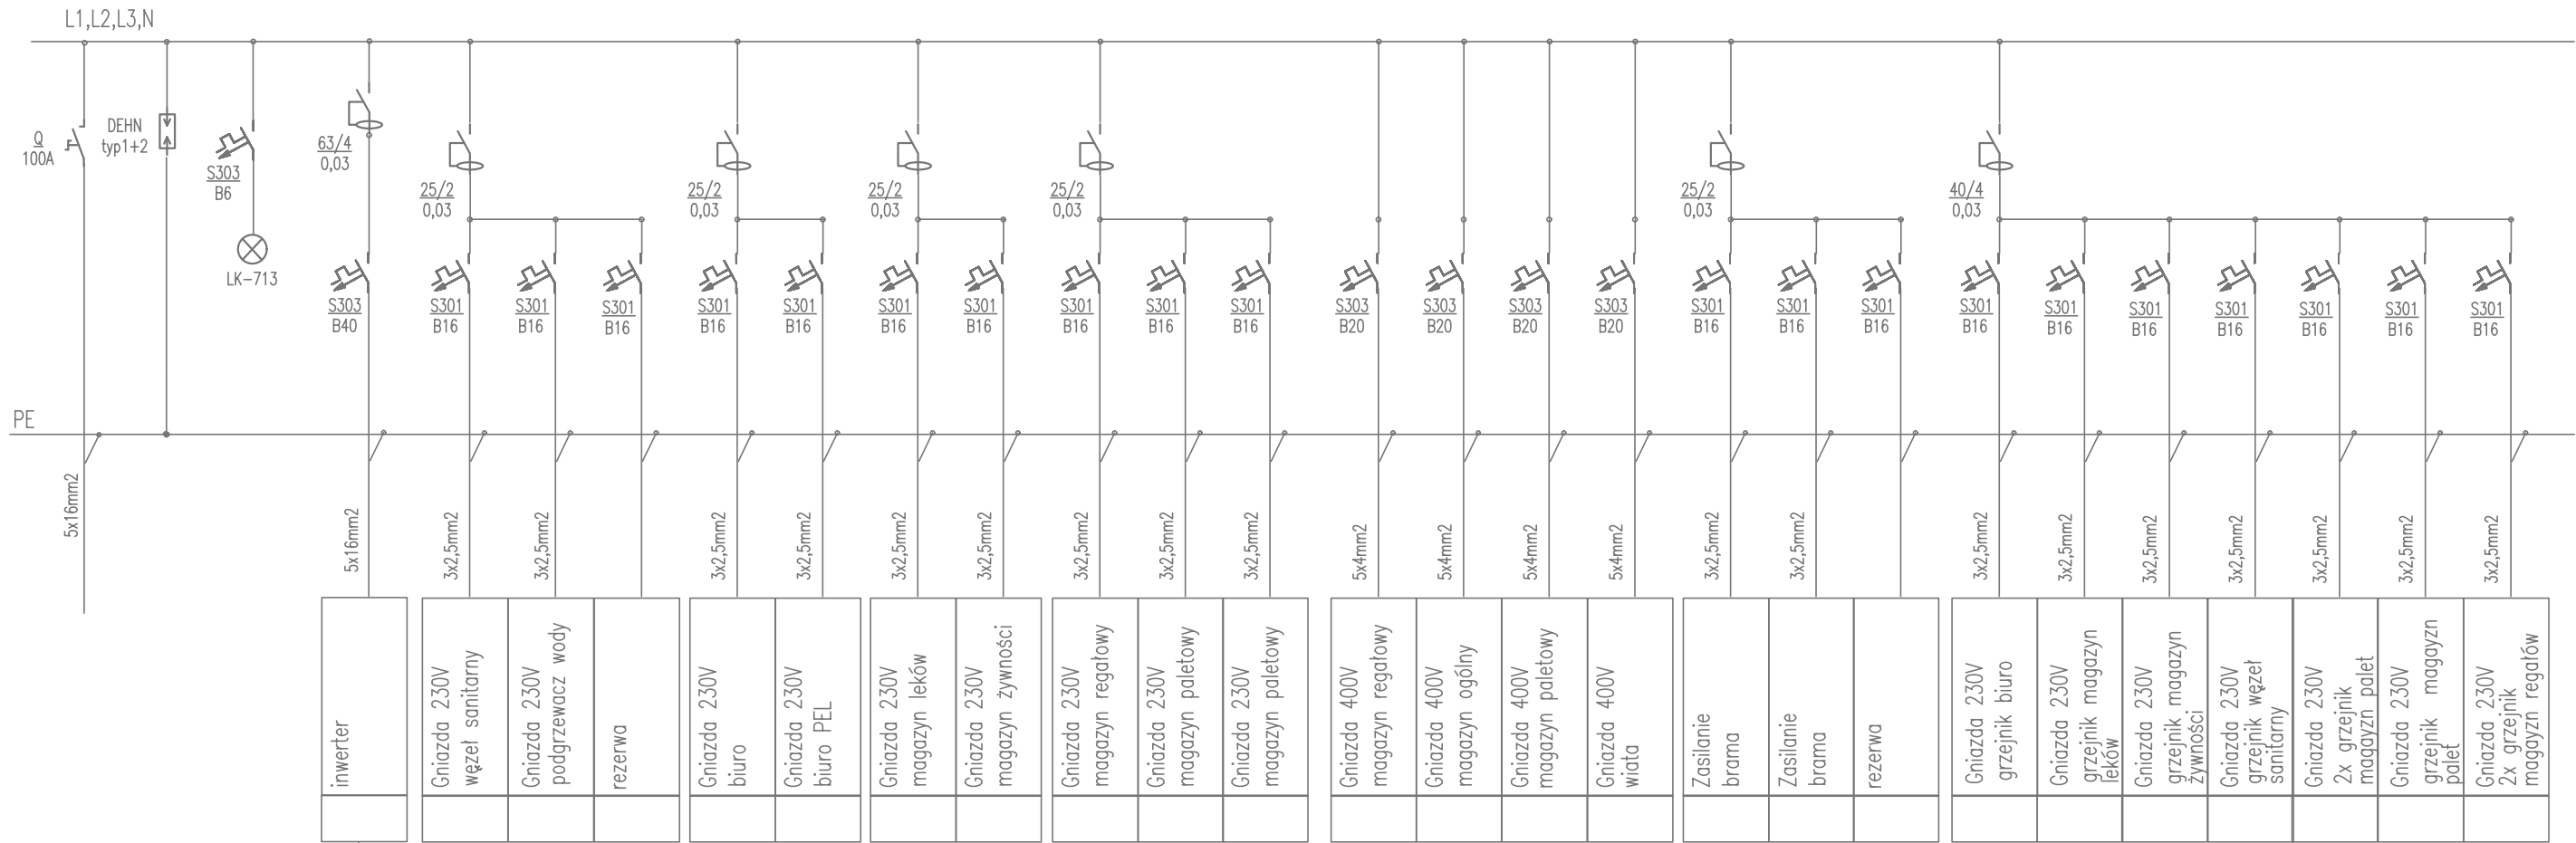 L1,L2,L3,N
Q
100A
DEHN
typ1+2
S303
B6
LK-713
63/4
0,03
25/2
0,03
25/2
0,03
25/2
0,03
25/2
0,03
25/2
0,03
40/4
0,03
S303
B40
S301
B16
S301
B16
S301
B16
S301
B16
S301
B16
S301
B16
S301
B16
S301
B16
S301
B16
S301
B16
S303
B20
S303
B20
S303
B20
S303
B20
S301
B16
S301
B16
S301
B16
S301
B16
S301
B16
S301
B16
S301
B16
S301
B16
S301
B16
S301
B16
PE
5x16mm2
5x16mm2
3x2,5mm2
3x2,5mm2
3x2,5mm2
3x2,5mm2
3x2,5mm2
3x2,5mm2
3x2,5mm2
3x2,5mm2
3x2,5mm2
5x4mm2
5x4mm2
5x4mm2
5x4mm2
3x2,5mm2
3x2,5mm2
3x2,5mm2
3x2,5mm2
3x2,5mm2
3x2,5mm2
3x2,5mm2
3x2,5mm2
3x2,5mm2
inwerter
Gniazda 230V
węzeł sanitarny
Gniazda 230V
podgrzewacz wody
rezerwa
Gniazda 230V
biuro
Gniazda 230V
biuro PEL
Gniazda 230V
magazyn leków
Gniazda 230V
magazyn żywności
Gniazda 230V
magazyn regałowy
Gniazda 230V
magazyn paletowy
Gniazda 230V
magazyn paletowy
Gniazda 400V
magazyn regałowy
Gniazda 400V
magazyn ogólny
Gniazda 400V
magazyn paletowy
Gniazda 400V
wiata
Zasilanie
brama
Zasilanie
brama
rezerwa
Gniazda 230V
grzejnik biuro
Gniazda 230V
grzejnik magazyn
leków
Gniazda 230V
grzejnik magazyn
żywności
Gniazda 230V
grzejnik węzeł
sanitarny
Gniazda 230V
2x grzejnik
magayzn palet
Gniazda 230V
grzejnik magayzn
palet
Gniazda 230V
2x grzejnik
magayzn regałów